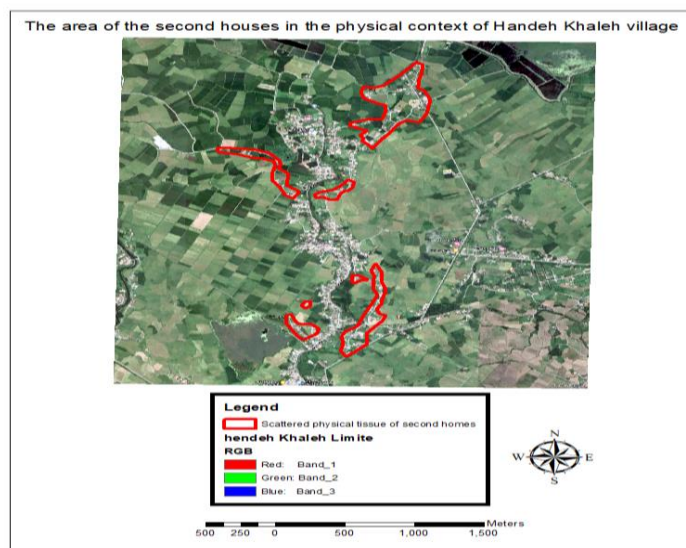 The area of the second houses in the physical context of Handeh Khaleh village
Legend
Scattered physical tissue of second homes
hendeh Khaleh Limite
RGB
Red: Band_1
Green: Band_2
Blue: Band_3
N
W E
S
Meters
500 250 0 500 1,000 1,500